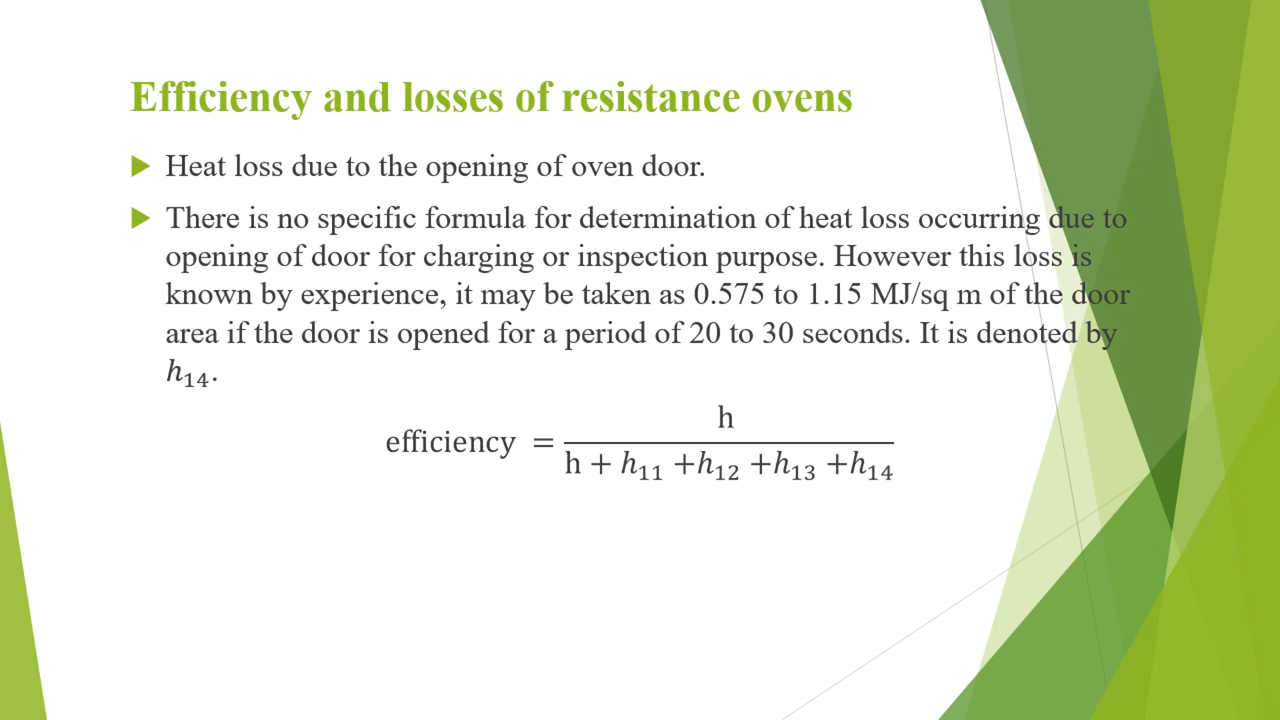 Efficiency and losses of resistance ovens
Heat loss due to the opening of oven door.
There is no specific formula for determination of heat loss occurring due to
opening of door for charging or inspection purpose. However this loss is
known by experience, it may be taken as 0.575 to 1.15 MJ/sq m of the door
area if the door is opened for a period of 20 to 30 seconds. It is denoted by
ℎ₁₄.
h
efficiency =
h + ℎ₁₁ +ℎ₁₂ +ℎ₁₃ +ℎ₁₄